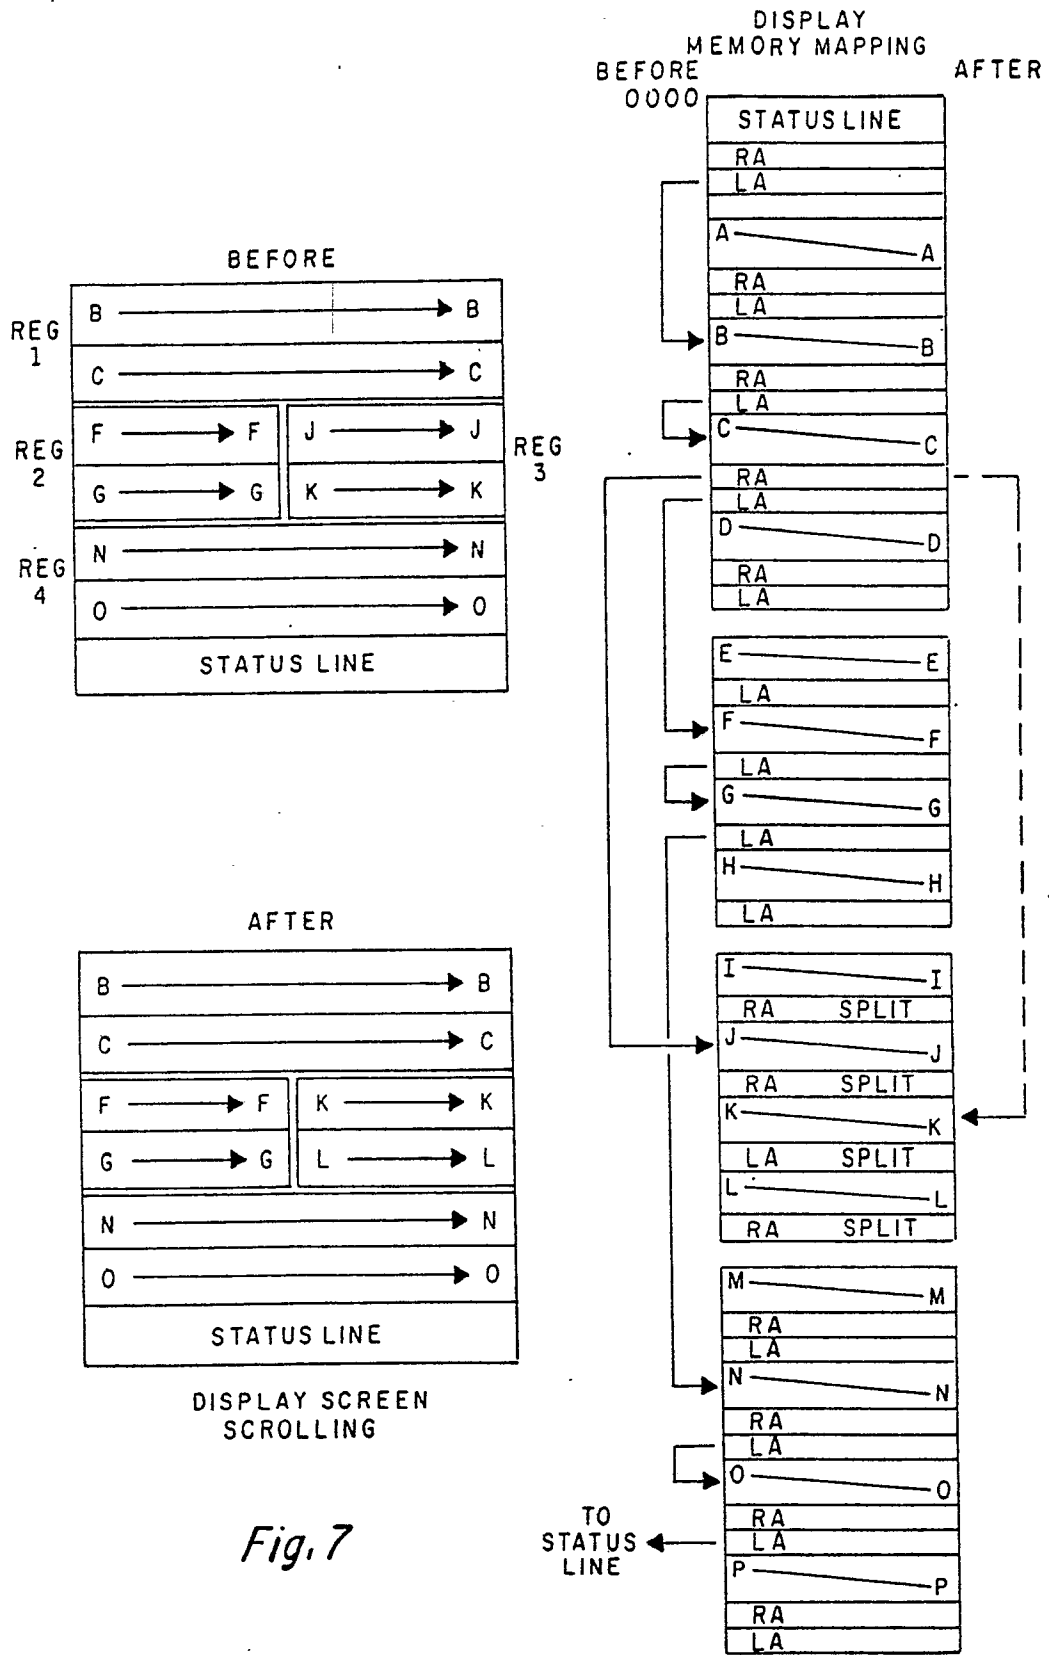 DISPLAY
MEMORY MAPPING
BEFORE
0000
AFTER
STATUS LINE
RA
LA
A A
RA
LA
B B
RA
LA
C C
RA
LA
D D
RA
LA
E E
LA
F F
LA
G G
LA
H H
LA
I I
RA SPLIT
J J
RA SPLIT
K K
LA SPLIT
L L
RA SPLIT
M M
RA
LA
N N
RA
LA
O O
RA
LA
P P
RA
LA
TO
STATUS
LINE
BEFORE
REG
1
B B
C C
REG
2
F F J J
G G K K
REG
3
REG
4
N N
O O
STATUS LINE
AFTER
B B
C C
F F K K
G G L L
N N
O O
STATUS LINE
DISPLAY SCREEN
SCROLLING
Fig. 7